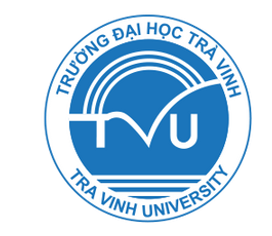 TRƯỜNG ĐẠI HỌC TRÀ VINH
TVU
TRA VINH UNIVERSITY